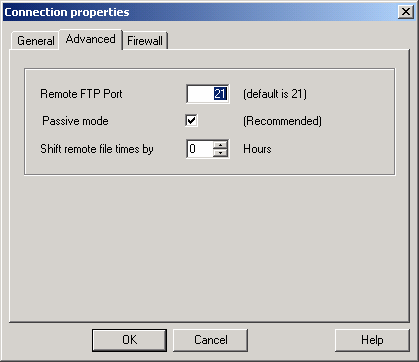 Connection properties
General Advanced Firewall
Remote FTP Port 21 (default is 21)
Passive mode (Recommended)
Shift remote file times by 0 Hours
OK Cancel Help